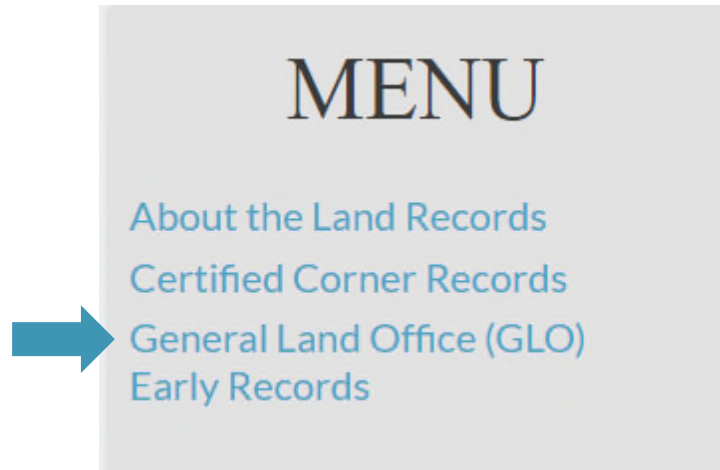 MENU
About the Land Records
Certified Corner Records
General Land Office (GLO)
Early Records